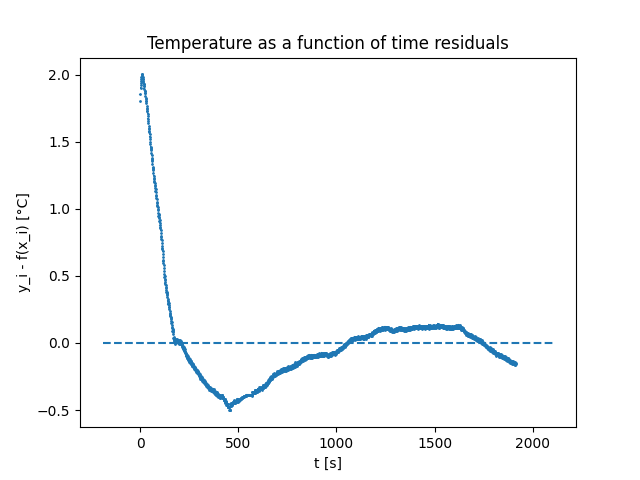 Temperature as a function of time residuals
y_i - f(x_i) [°C]
2.0
1.5
1.0
0.5
0.0
−0.5
0 500 1000 1500 2000
t [s]